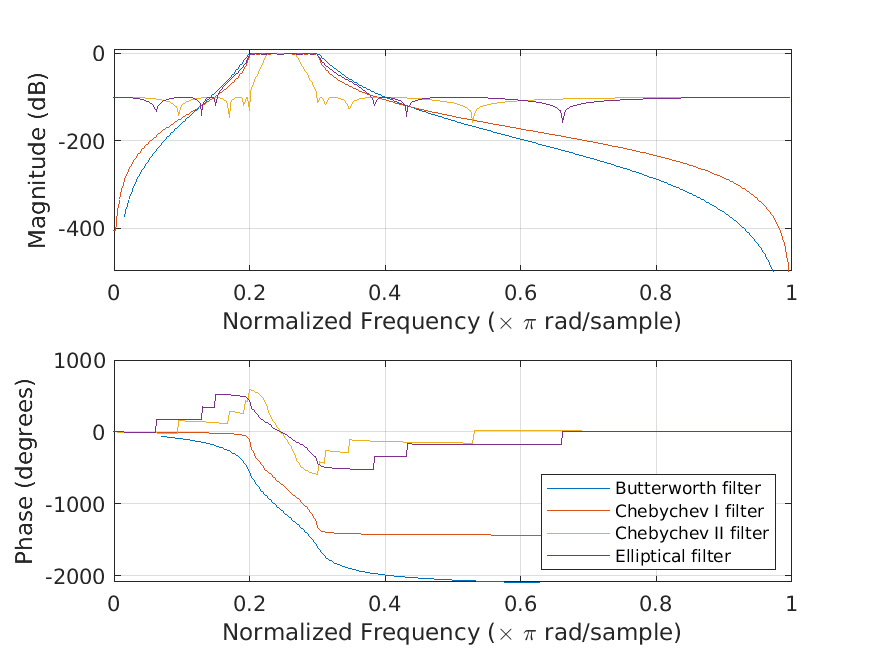 0
-200
-400
Magnitude (dB)
0 0.2 0.4 0.6 0.8 1
Normalized Frequency (× π rad/sample)
1000
0
-1000
-2000
Phase (degrees)
Butterworth filter
Chebychev I filter
Chebychev II filter
Elliptical filter
0 0.2 0.4 0.6 0.8 1
Normalized Frequency (× π rad/sample)